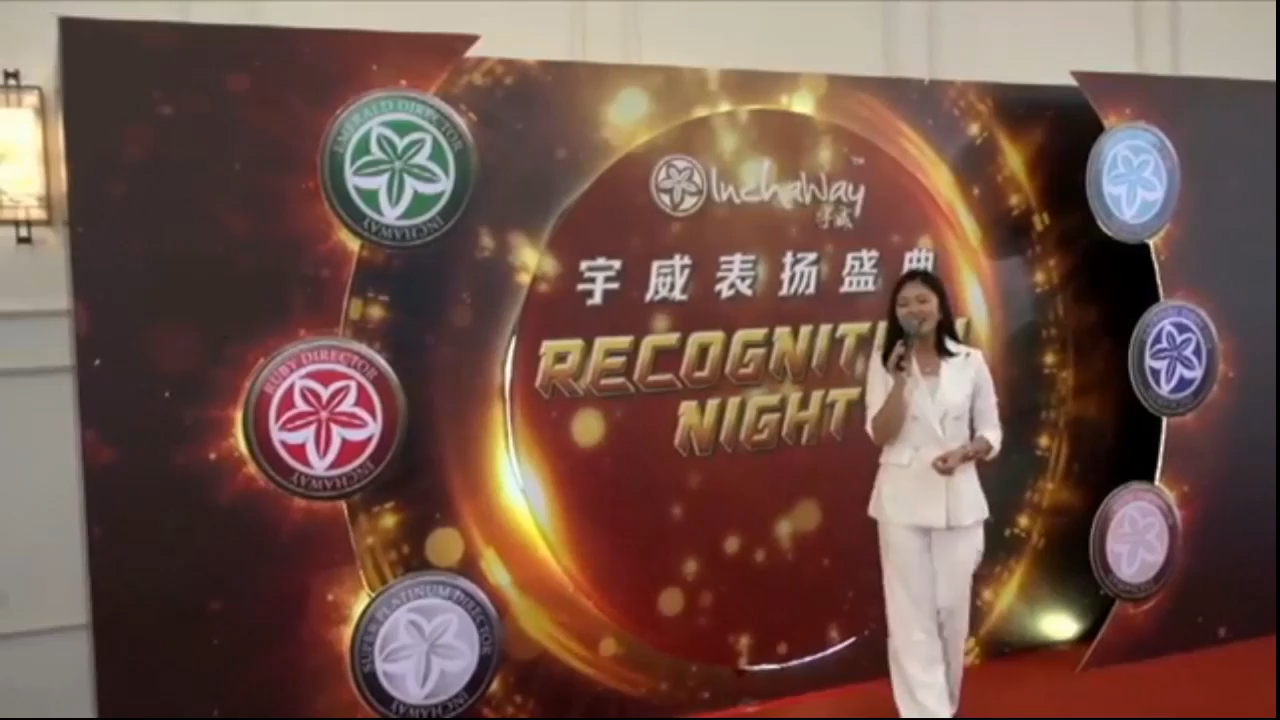 InchaWay™
宇威
宇威表扬盛典
RECOGNITI
NIGHT
EMERALD DIRECTOR
INCHAWAY
RUBY DIRECTOR
INCHAWAY
SUPER PLATINUM DIRECTOR
INCHAWAY